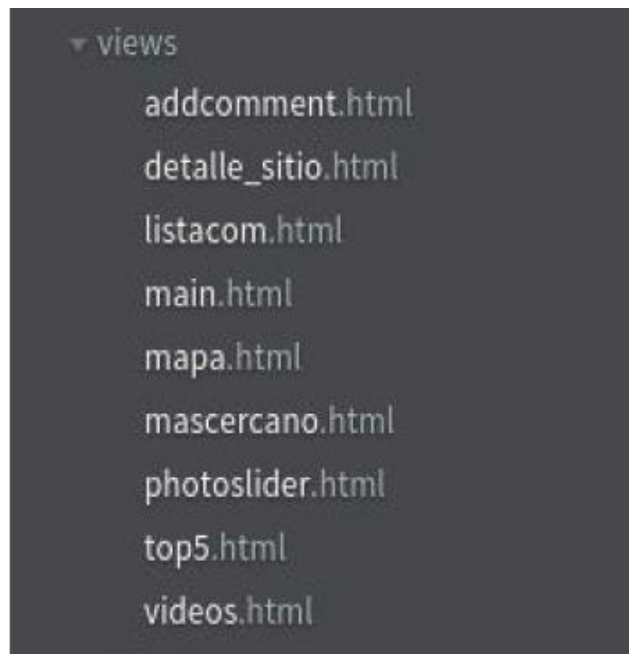 views
addcomment.html
detalle_sitio.html
listacom.html
main.html
mapa.html
mascercano.html
photoslider.html
top5.html
videos.html